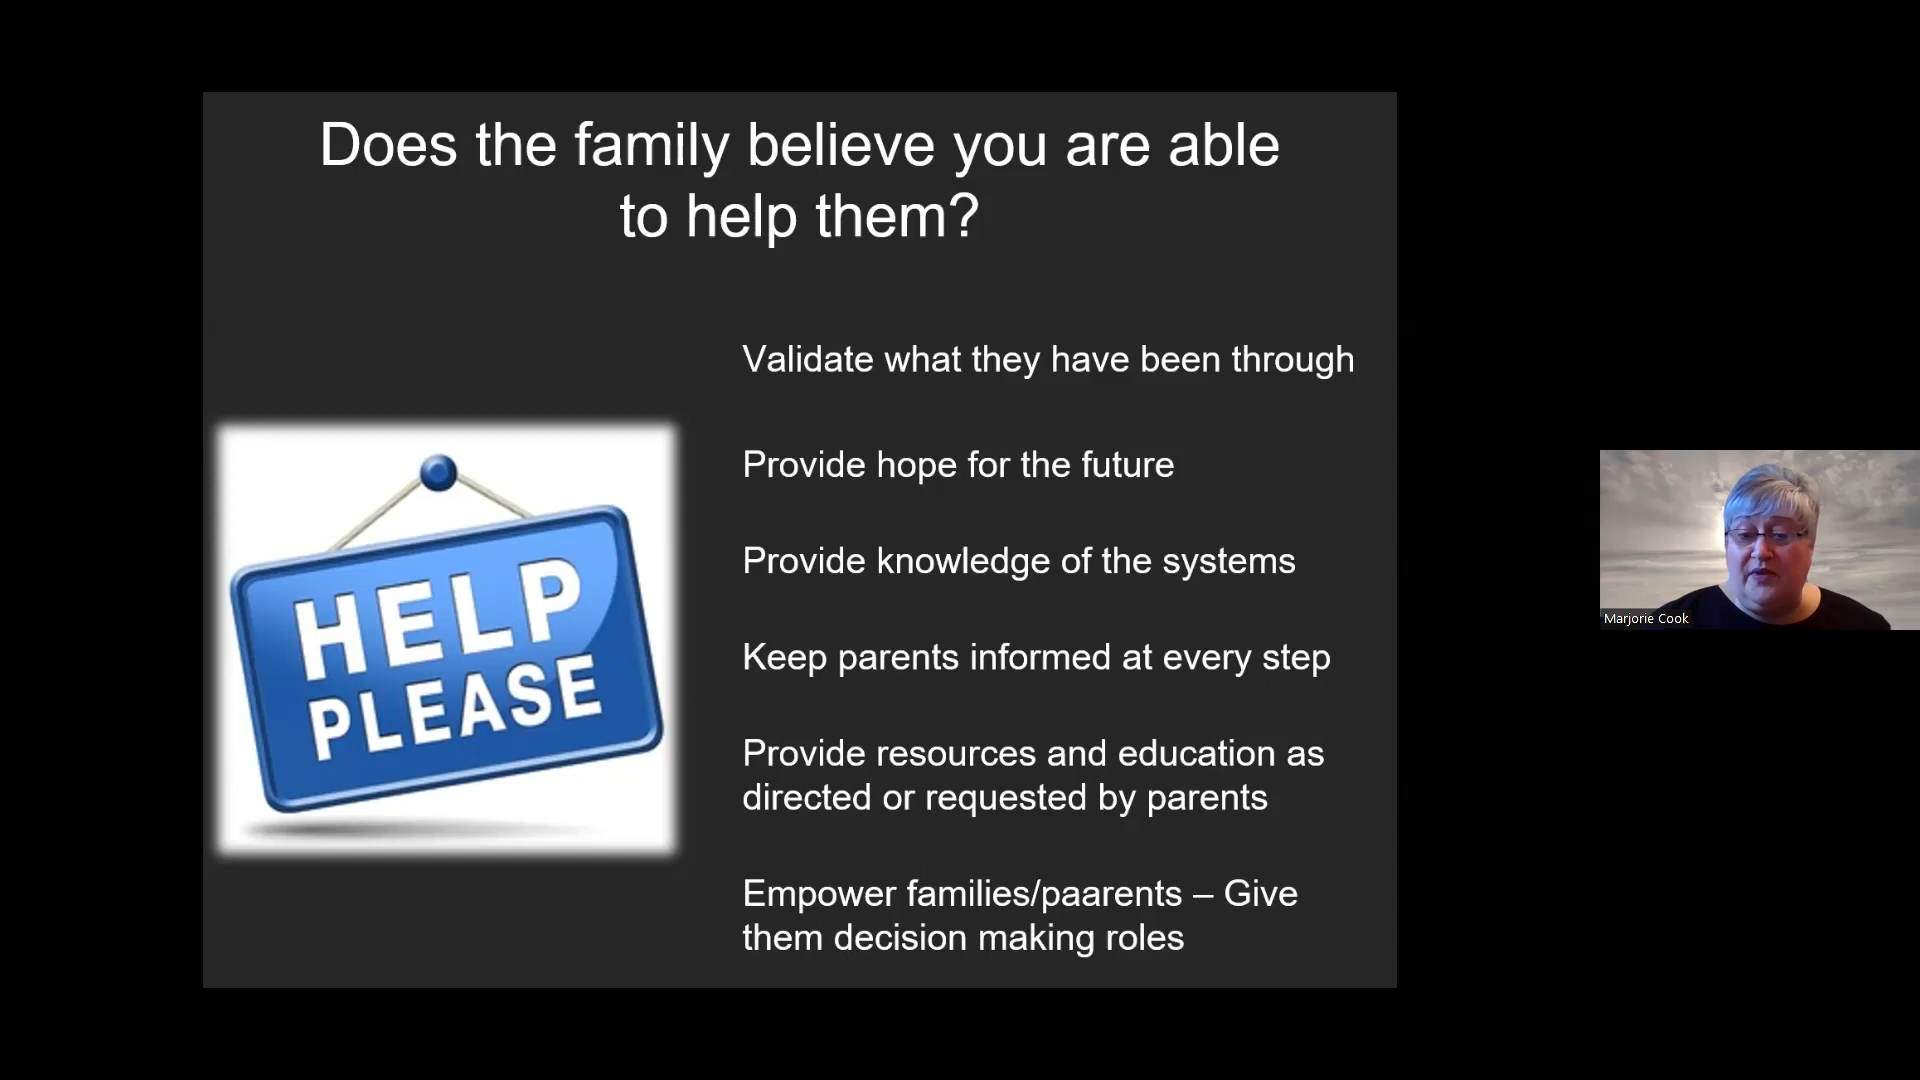 Does the family believe you are able
to help them?
Validate what they have been through
Provide hope for the future
Provide knowledge of the systems
Keep parents informed at every step
Provide resources and education as
directed or requested by parents
Empower families/paarents – Give
them decision making roles
HELP
PLEASE
Marjorie Cook